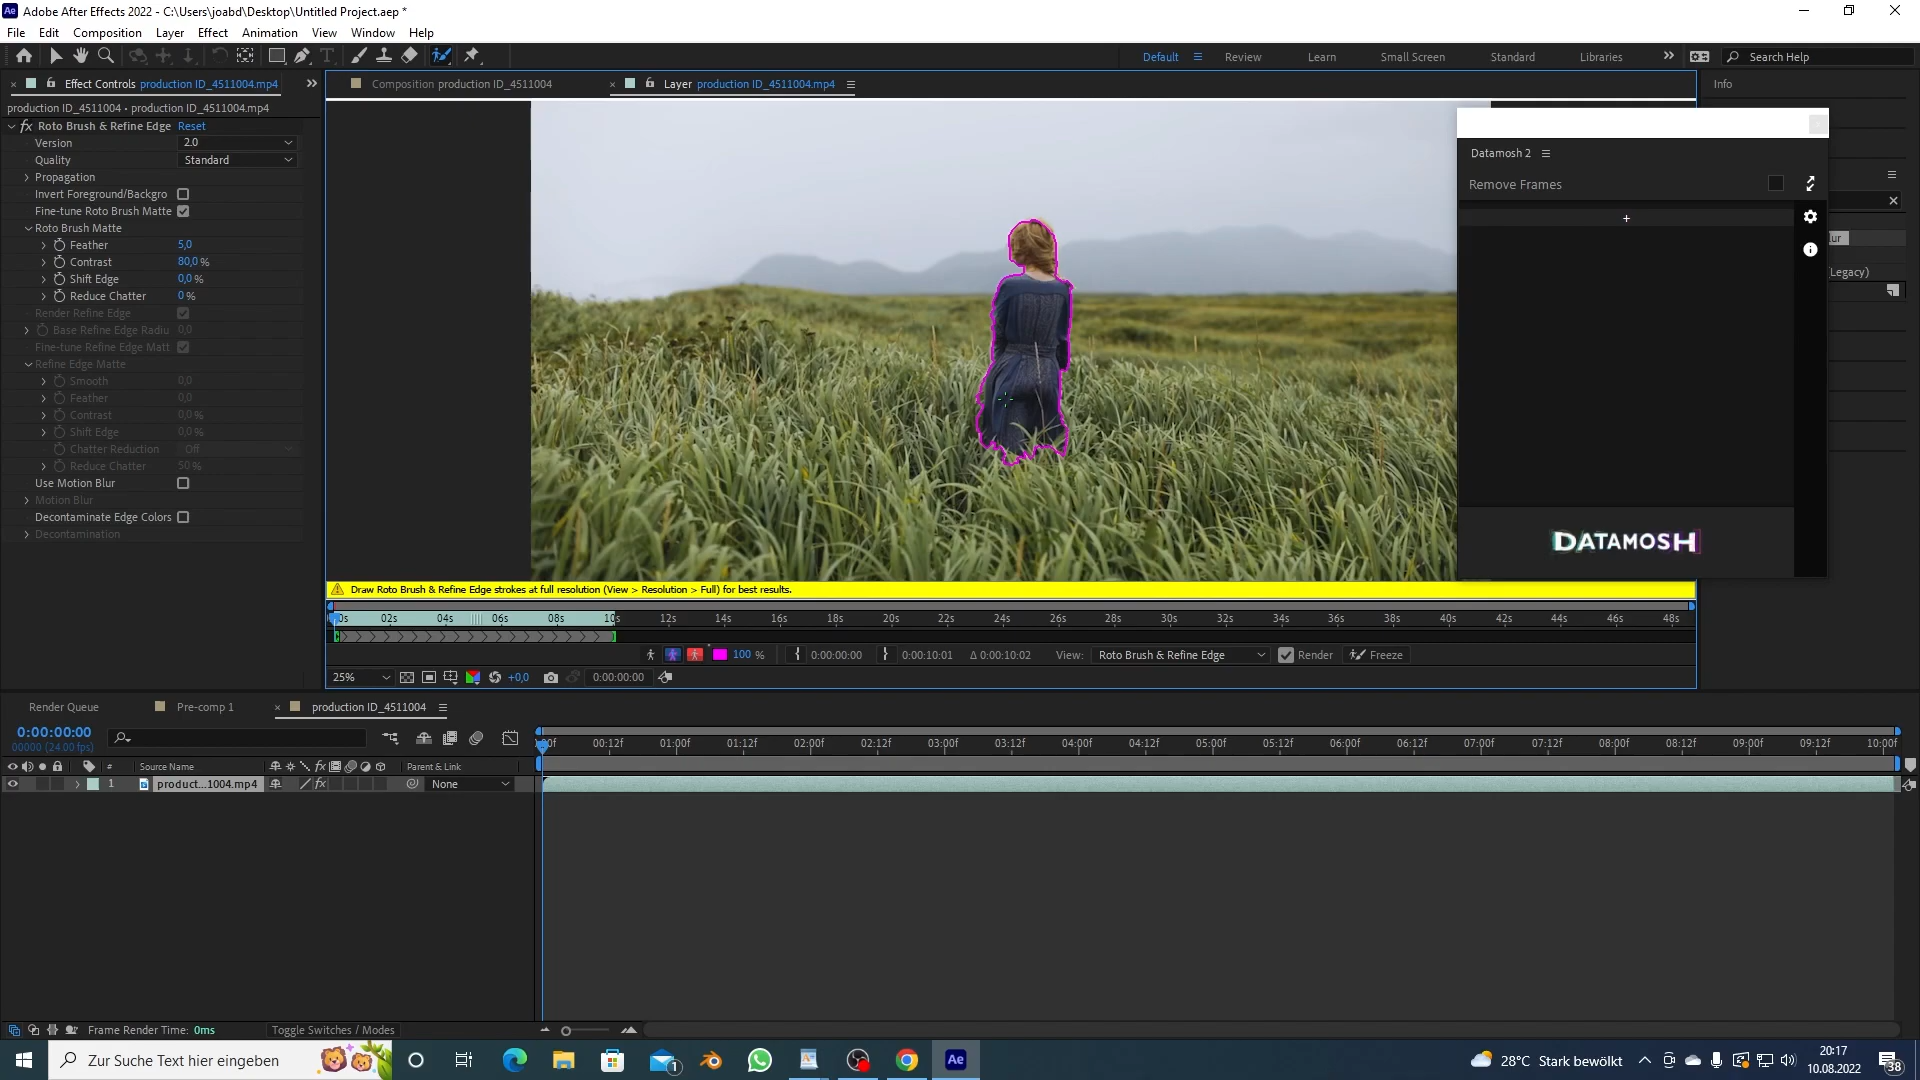 Ae Adobe After Effects 2022 - C:\Users\joabd\Desktop\Untitled Project.aep *
File Edit Composition Layer Effect Animation View Window Help
Default Review Learn Small Screen Standard Libraries Search Help
Effect Controls production ID_4511004.mp4
Composition production ID_4511004
Layer production ID_4511004.mp4
Info
production ID_4511004 • production ID_4511004.mp4
fx Roto Brush & Refine Edge Reset
Version 2.0
Quality Standard
Propagation
Invert Foreground/Backgro
Fine-tune Roto Brush Matte
Roto Brush Matte
Feather 5,0
Contrast 80,0 %
Shift Edge 0,0 %
Reduce Chatter 0 %
Render Refine Edge
Base Refine Edge Radiu 0,0
Fine-tune Refine Edge Matt
Refine Edge Matte
Smooth 0,0
Feather 0,0
Contrast 0,0 %
Shift Edge 0,0 %
Chatter Reduction Off
Reduce Chatter 50 %
Use Motion Blur
Motion Blur
Decontaminate Edge Colors
Decontamination
Datamosh 2
Remove Frames
+
DATAMOSH
ur
(Legacy)
Draw Roto Brush & Refine Edge strokes at full resolution (View > Resolution > Full) for best results.
0s 02s 04s 06s 08s 10s 12s 14s 16s 18s 20s 22s 24s 26s 28s 30s 32s 34s 36s 38s 40s 42s 44s 46s 48s
100 % 0:00:00:00 0:00:10:01 Δ 0:00:10:02 View: Roto Brush & Refine Edge Render Freeze
25% +0,0 0:00:00:00
Render Queue Pre-comp 1 production ID_4511004
0:00:00:00
00000 (24.00 fps)
:00f 00:12f 01:00f 01:12f 02:00f 02:12f 03:00f 03:12f 04:00f 04:12f 05:00f 05:12f 06:00f 06:12f 07:00f 07:12f 08:00f 08:12f 09:00f 09:12f 10:00f
# Source Name fx Parent & Link
1 product...1004.mp4 fx None
Frame Render Time: 0ms Toggle Switches / Modes
Zur Suche Text hier eingeben
1
Ae
28°C Stark bewölkt
20:17
10.08.2022
38